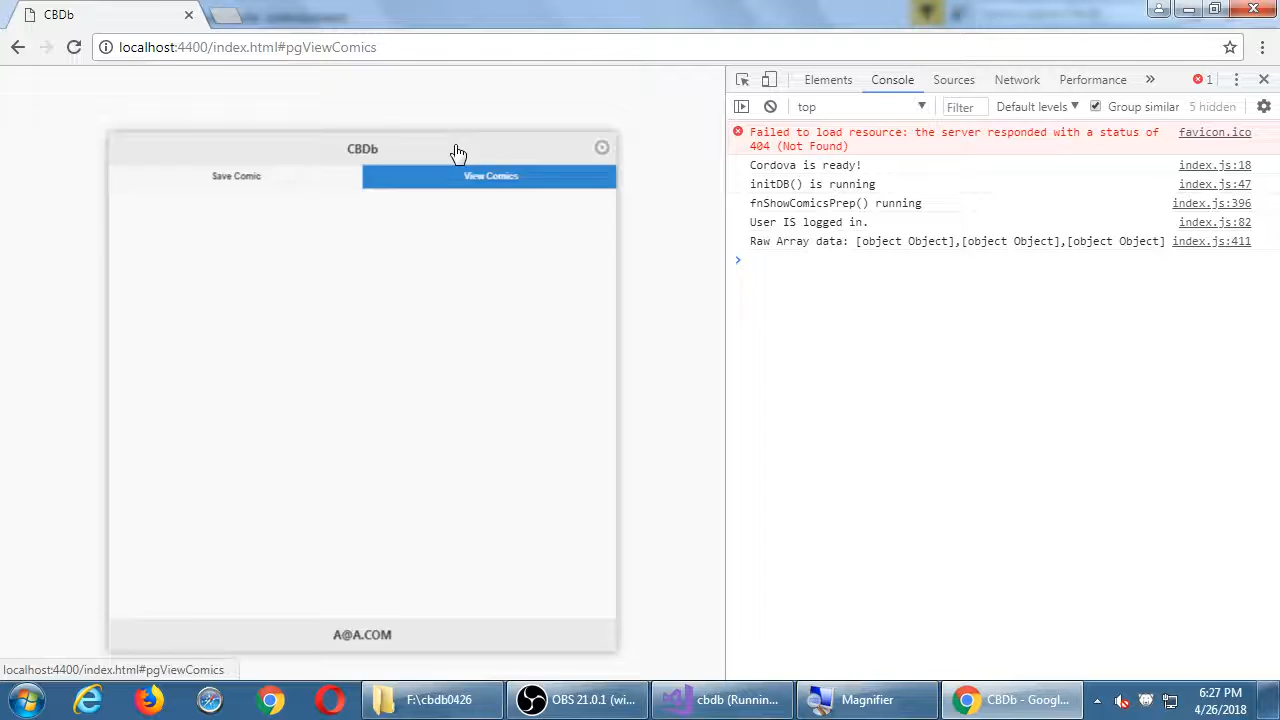 CBDb
localhost:4400/index.html#pgViewComics
Elements Console Sources Network Performance » 1
top Filter Default levels Group similar 5 hidden
Failed to load resource: the server responded with a status of favicon.ico
404 (Not Found)
Cordova is ready! index.js:18
initDB() is running index.js:47
fnShowComicsPrep() running index.js:396
User IS logged in. index.js:82
Raw Array data: [object Object],[object Object],[object Object] index.js:411
CBDb
Save Comic View Comics
A@A.COM
localhost:4400/index.html#pgViewComics
F:\cbdb0426 OBS 21.0.1 (wi... cbdb (Runnin... Magnifier CBDb - Googl...
6:27 PM
4/26/2018